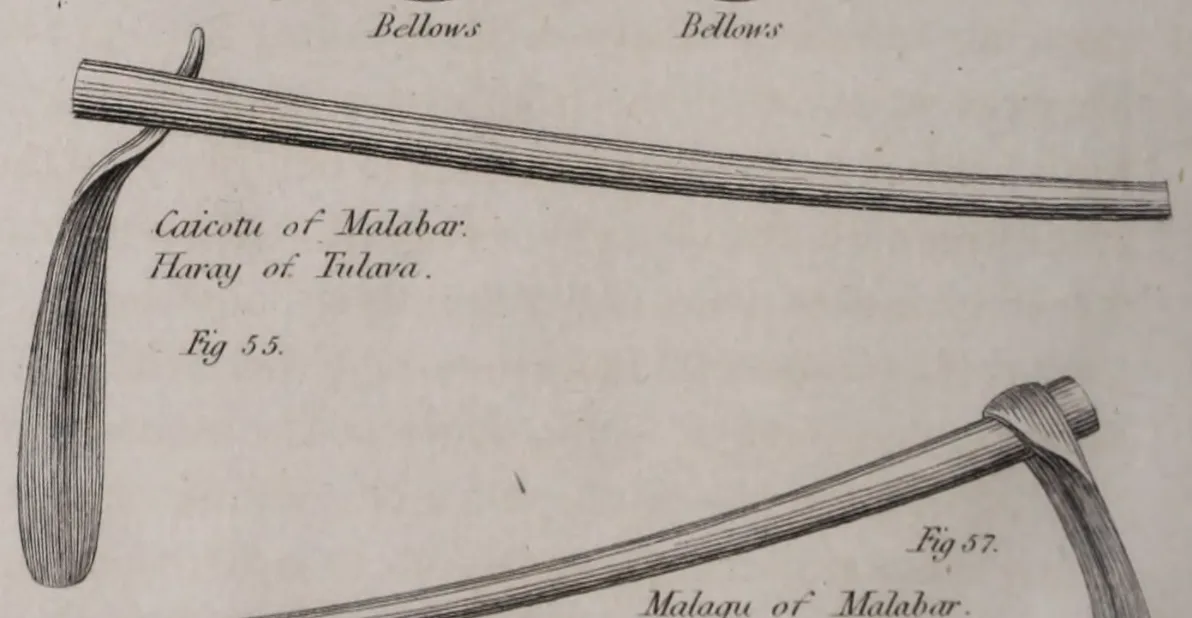 Bellows
Bellows
Caicotu of Malabar.
Haray of Tulava.
Fig 55.
Fig 57.
Malagu of Malabar.